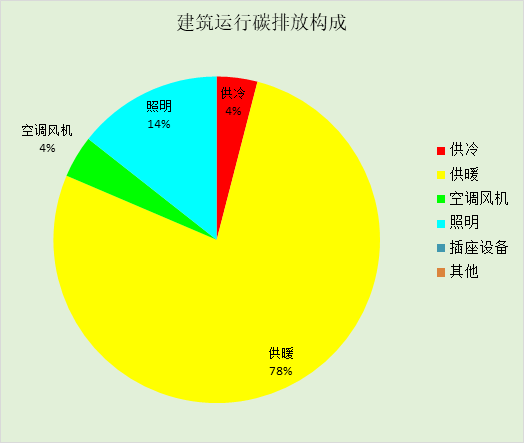 建筑运行碳排放构成
供冷
4%
照明
14%
空调风机
4%
供暖
78%
供冷
供暖
空调风机
照明
插座设备
其他